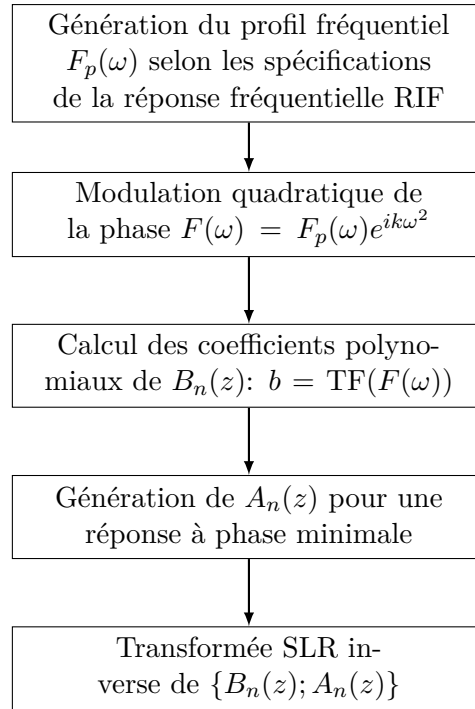 Génération du profil fréquentiel
F_p(ω) selon les spécifications
de la réponse fréquentielle RIF
Modulation quadratique de
la phase F(ω) = F_p(ω)e^{ikω^2}
Calcul des coefficients polyno-
miaux de B_n(z): b = TF(F(ω))
Génération de A_n(z) pour une
réponse à phase minimale
Transformée SLR in-
verse de {B_n(z); A_n(z)}